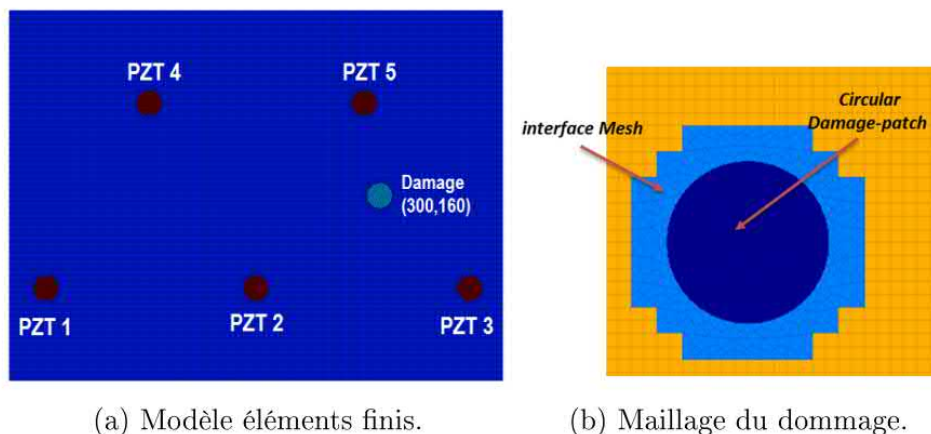 PZT 4
PZT 5
Damage
(300,160)
PZT 1
PZT 2
PZT 3
Circular
Damage-patch
interface Mesh
(a) Modèle éléments finis.
(b) Maillage du dommage.